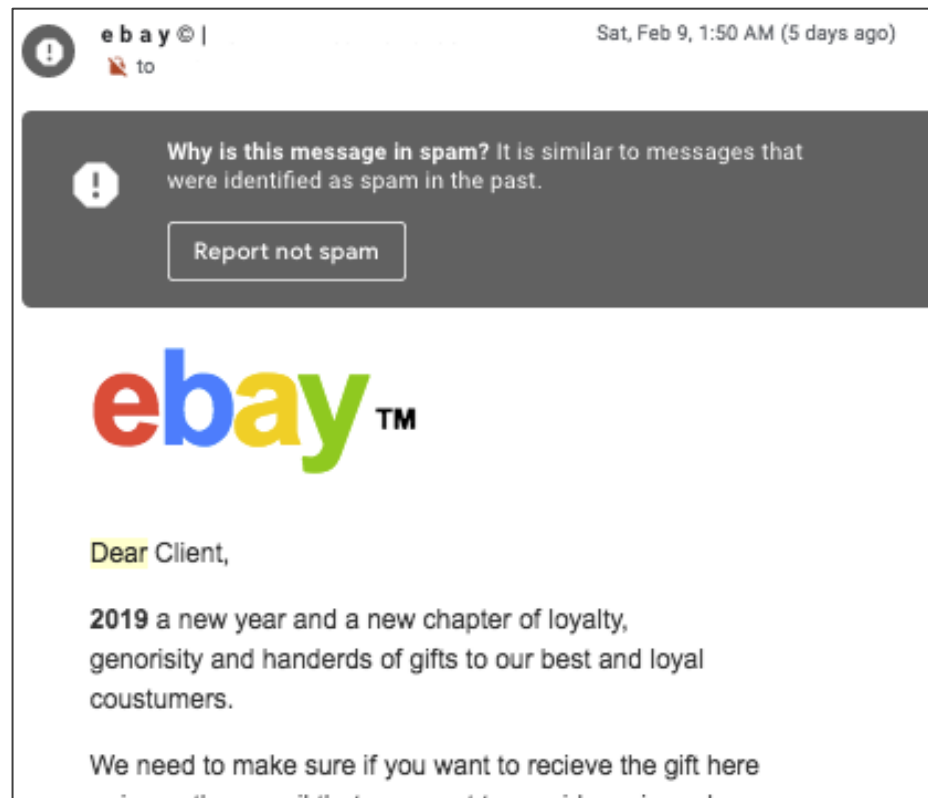 e b a y © |
Sat, Feb 9, 1:50 AM (5 days ago)
to
Why is this message in spam? It is similar to messages that
were identified as spam in the past.
Report not spam
ebay™
Dear Client,
2019 a new year and a new chapter of loyalty,
genorisity and handerds of gifts to our best and loyal
coustumers.
We need to make sure if you want to recieve the gift here